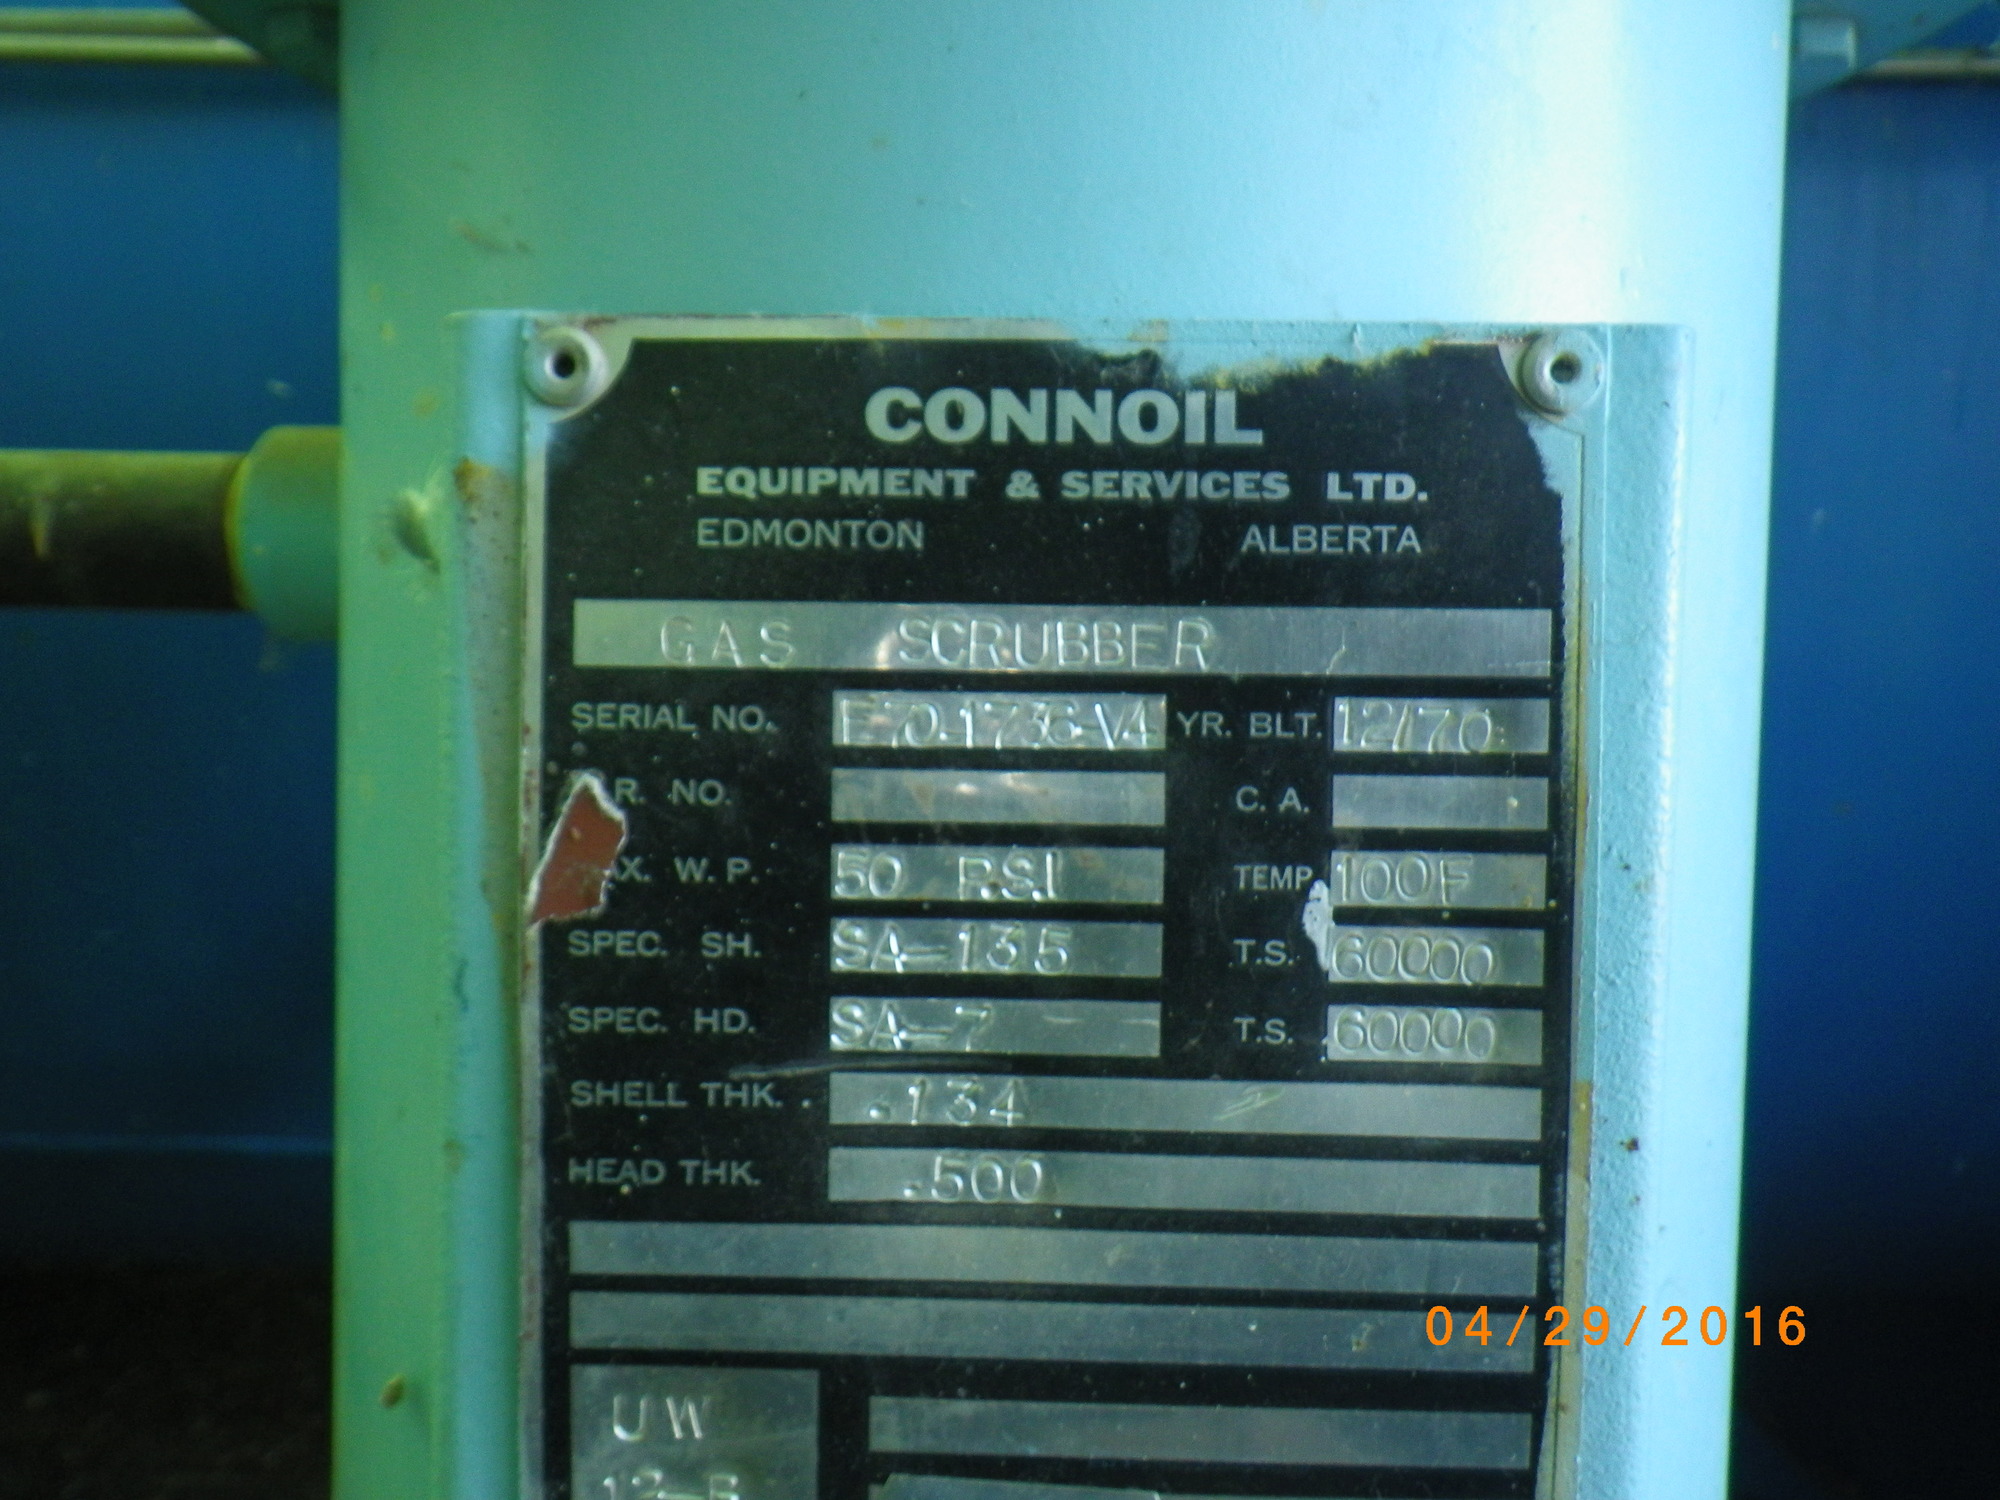 CONNOIL
EQUIPMENT & SERVICES LTD.
EDMONTON ALBERTA
GAS SCRUBBER
SERIAL NO. E70-1736-V4 YR. BLT. 12/70
R. NO. C. A.
AX. W. P. 50 P.S.I TEMP. 100F
SPEC. SH. SA-135 T.S. 60000
SPEC. HD. SA-7 T.S. 60000
SHELL THK. .134
HEAD THK. .500
04/29/2016
UW